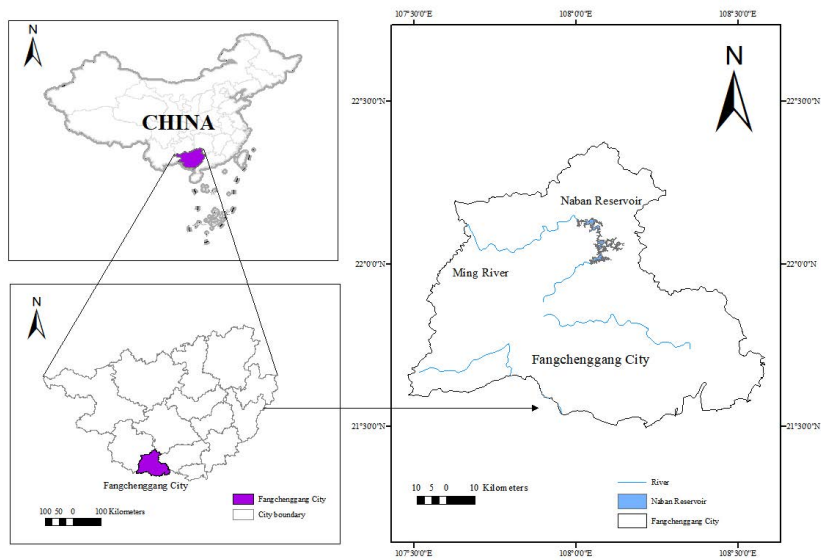 N
CHINA
N
Fangchenggang City
100 50 0 100 Kilometers
Fangchenggang City
City boundary
107°30'0"E 108°0'0"E 108°30'0"E
N
22°30'0"N 22°30'0"N
Naban Reservoir
22°0'0"N 22°0'0"N
Ming River
Fangchenggang City
21°30'0"N 21°30'0"N
10 5 0 10 Kilometers
River
Naban Reservoir
Fangchenggang City
107°30'0"E 108°0'0"E 108°30'0"E